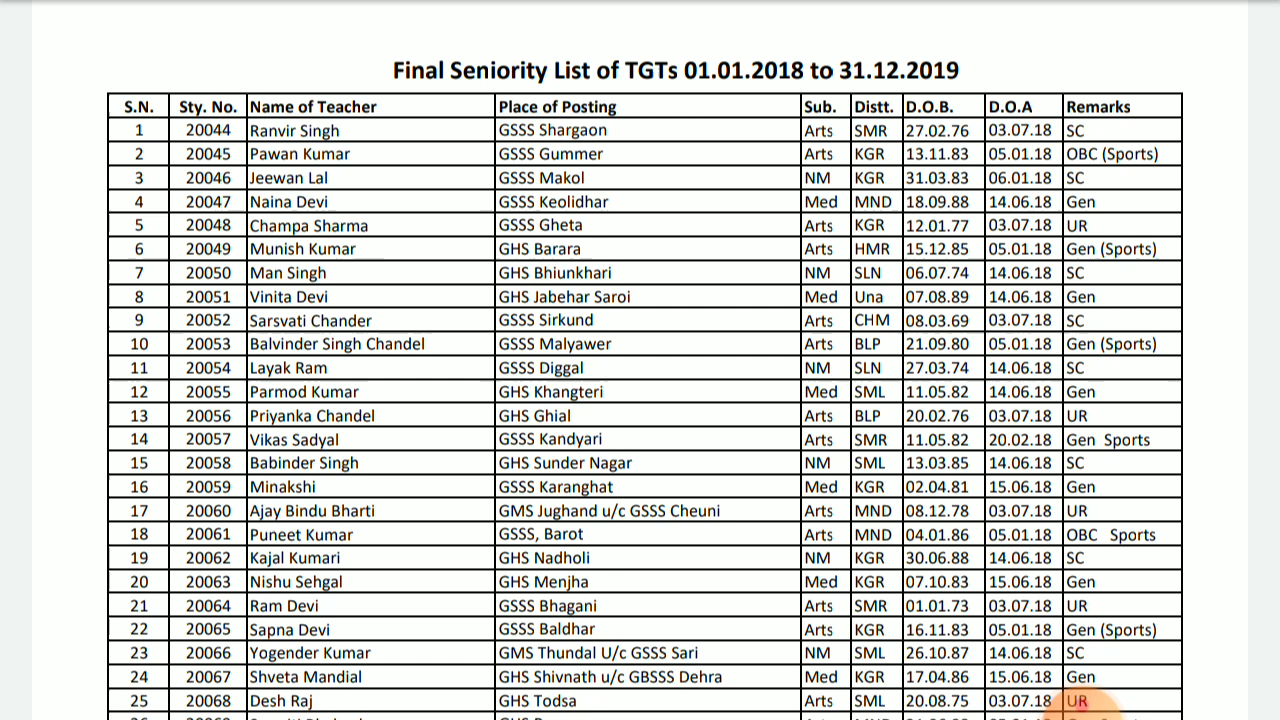 Final Seniority List of TGTs 01.01.2018 to 31.12.2019
S.N. Sty. No. Name of Teacher Place of Posting Sub. Distt. D.O.B. D.O.A Remarks
1 20044 Ranvir Singh GSSS Shargaon Arts SMR 27.02.76 03.07.18 SC
2 20045 Pawan Kumar GSSS Gummer Arts KGR 13.11.83 05.01.18 OBC (Sports)
3 20046 Jeewan Lal GSSS Makol NM KGR 31.03.83 06.01.18 SC
4 20047 Naina Devi GSSS Keolidhar Med MND 18.09.88 14.06.18 Gen
5 20048 Champa Sharma GSSS Gheta Arts KGR 12.01.77 03.07.18 UR
6 20049 Munish Kumar GHS Barara Arts HMR 15.12.85 05.01.18 Gen (Sports)
7 20050 Man Singh GHS Bhiunkhari NM SLN 06.07.74 14.06.18 SC
8 20051 Vinita Devi GHS Jabehar Saroi Med Una 07.08.89 14.06.18 Gen
9 20052 Sarsvati Chander GSSS Sirkund Arts CHM 08.03.69 03.07.18 SC
10 20053 Balvinder Singh Chandel GSSS Malyawer Arts BLP 21.09.80 05.01.18 Gen (Sports)
11 20054 Layak Ram GSSS Diggal NM SLN 27.03.74 14.06.18 SC
12 20055 Parmod Kumar GHS Khangteri Med SML 11.05.82 14.06.18 Gen
13 20056 Priyanka Chandel GHS Ghial Arts BLP 20.02.76 03.07.18 UR
14 20057 Vikas Sadyal GSSS Kandyari Arts SMR 11.05.82 20.02.18 Gen Sports
15 20058 Babinder Singh GHS Sunder Nagar NM SML 13.03.85 14.06.18 SC
16 20059 Minakshi GSSS Karanghat Med KGR 02.04.81 15.06.18 Gen
17 20060 Ajay Bindu Bharti GMS Jughand u/c GSSS Cheuni Arts MND 08.12.78 03.07.18 UR
18 20061 Puneet Kumar GSSS, Barot Arts MND 04.01.86 05.01.18 OBC Sports
19 20062 Kajal Kumari GHS Nadholi NM KGR 30.06.88 14.06.18 SC
20 20063 Nishu Sehgal GHS Menjha Med KGR 07.10.83 15.06.18 Gen
21 20064 Ram Devi GSSS Bhagani Arts SMR 01.01.73 03.07.18 UR
22 20065 Sapna Devi GSSS Baldhar Arts KGR 16.11.83 05.01.18 Gen (Sports)
23 20066 Yogender Kumar GMS Thundal U/c GSSS Sari NM SML 26.10.87 14.06.18 SC
24 20067 Shveta Mandial GHS Shivnath u/c GBSSS Dehra Med KGR 17.04.86 15.06.18 Gen
25 20068 Desh Raj GHS Todsa Arts SML 20.08.75 03.07.18 UR